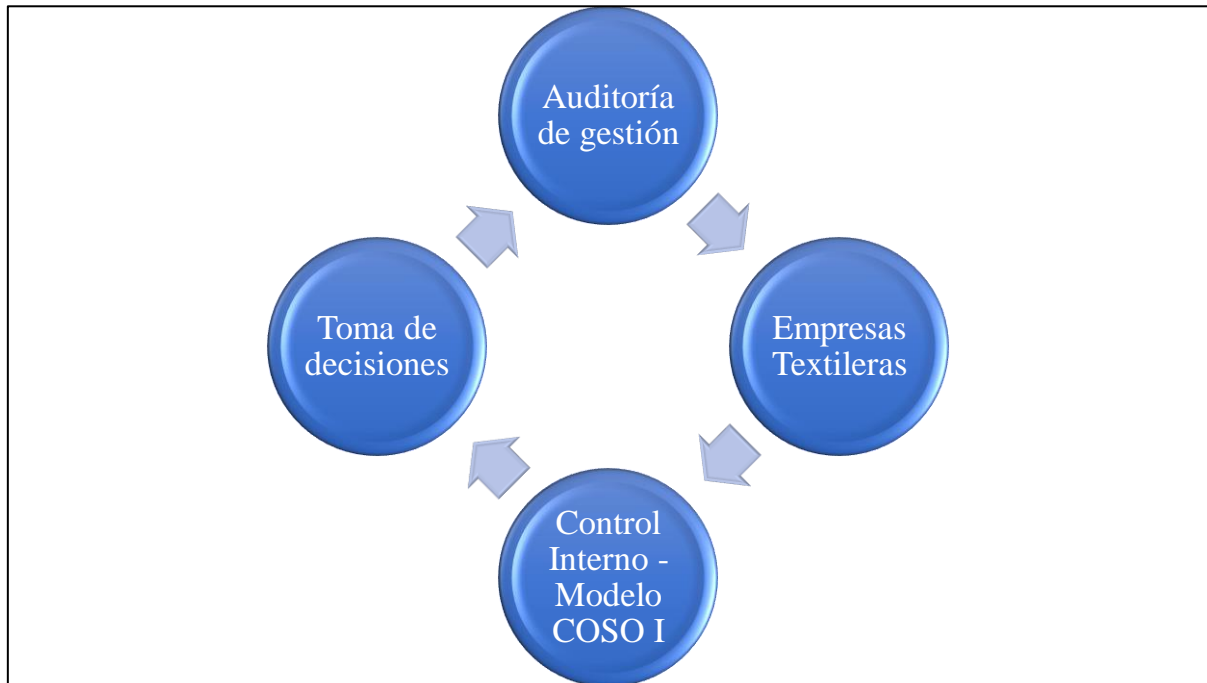 Auditoría
de gestión
Toma de
decisiones
Empresas
Textileras
Control
Interno -
Modelo
COSO I